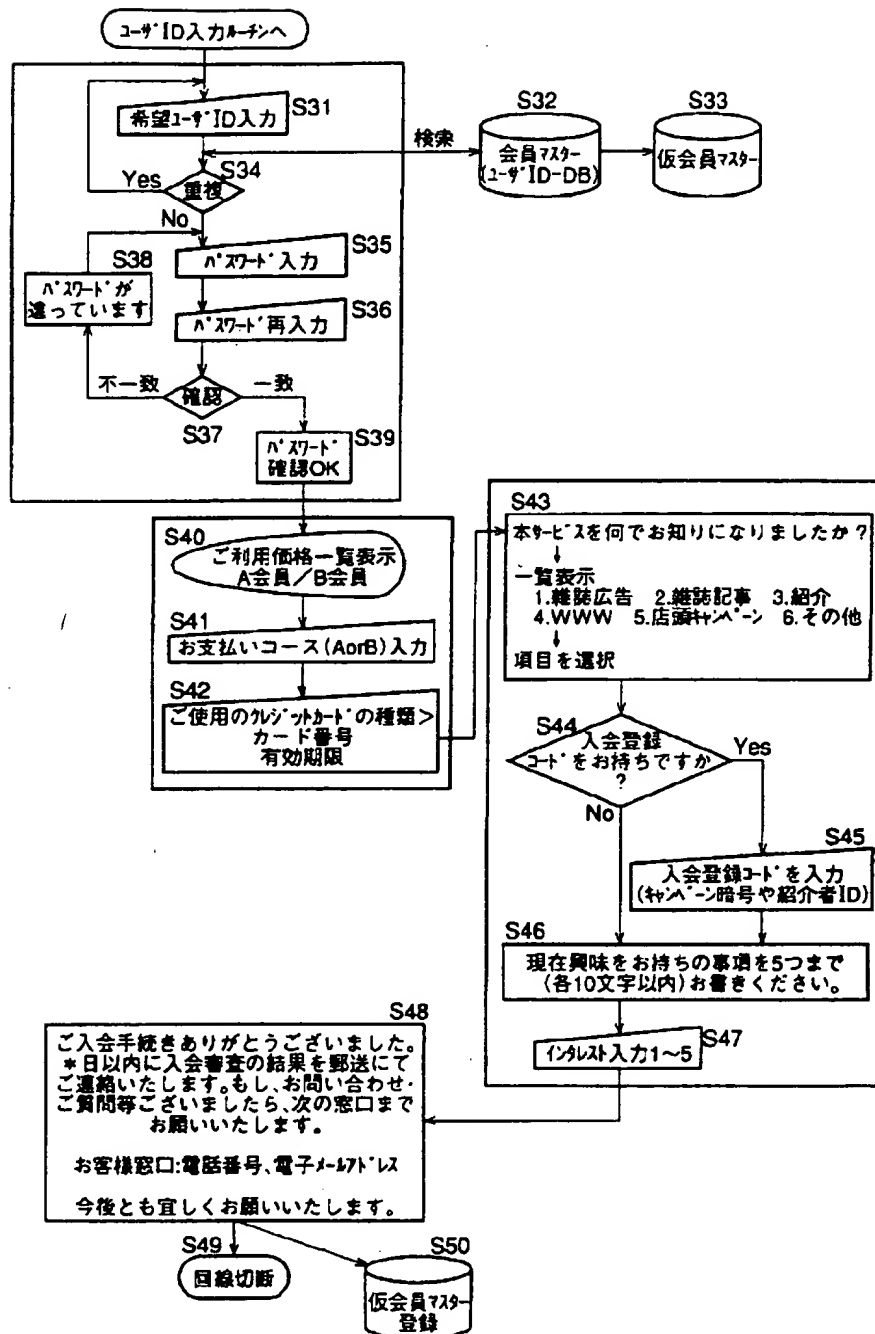 ユーザID入力ルーチンへ
希望ユーザID入力
S31
S32
S33
検索
会員マスター
(ユーザID-DB)
仮会員マスター
S34
Yes
重複
No
S35
パスワード入力
S38
パスワードが
違っています
S36
パスワード再入力
不一致
一致
確認
S37
S39
パスワード
確認OK
S40
ご利用価格一覧表示
A会員/B会員
S41
お支払いコース(AorB)入力
S42
ご使用のクレジットカードの種類>
カード番号
有効期限
S43
本サービスを何でお知りになりましたか?
↓
一覧表示
1.雑誌広告 2.雑誌記事 3.紹介
4.WWW 5.店頭キャンペーン 6.その他
↓
項目を選択
S44
入会登録
コードをお持ちですか
?
Yes
No
S45
入会登録コードを入力
(キャンペーン暗号や紹介者ID)
S46
現在興味をお持ちの事項を5つまで
(各10文字以内)お書きください。
S47
インタレスト入力1~5
S48
ご入会手続きありがとうございました。
*日以内に入会審査の結果を郵送にて
ご連絡いたします。もし、お問い合わせ・
ご質問等ございましたら、次の窓口まで
お願いいたします。
お客様窓口:電話番号、電子メールアドレス
今後とも宜しくお願いいたします。
S49
回線切断
S50
仮会員マスター
登録